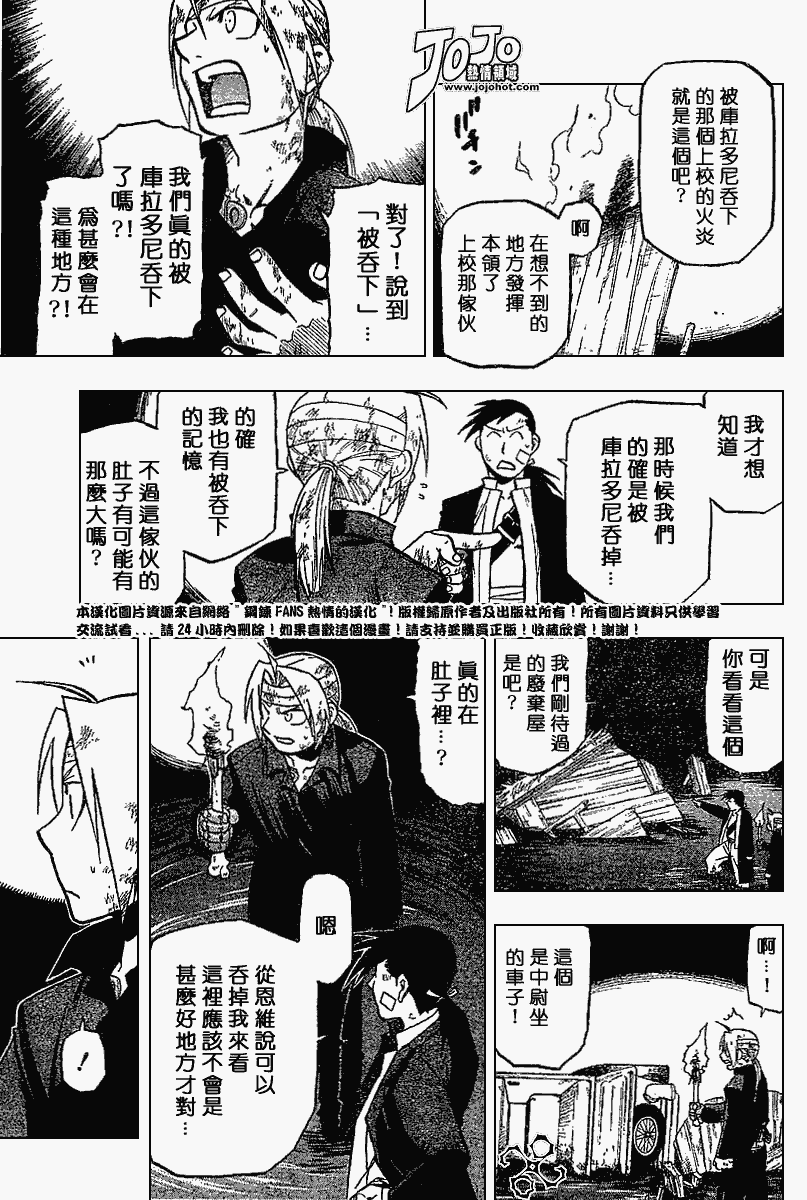 JOJO
熱情領域
www.jojohot.com
被庫拉多尼吞下
的那個上校的火炎
就是這個吧?
啊
在想不到的
地方發揮
本領了
上校那傢伙
對了!說到
「被吞下」…
我們真的被
庫拉多尼吞下
了嗎?!
為甚麼會在
這種地方?!
我才想
知道
那時候我們
的確是被
庫拉多尼吞掉…
的確
我也有被吞下
的記憶
不過這傢伙的
肚子有可能有
那麼大嗎?
本漢化圖片資源來自網絡"鋼鍊FANS熱情的漢化"!版權歸原作者及出版社所有!所有圖片資料只供學習
交流試看...請24小時內刪除!如果喜歡這個漫畫!請支持並購買正版!收藏欣賞!謝謝!
可是
你看看這個
我們剛待過
的廢棄屋
是吧?
啊…!
這個
是中尉坐
的車子!
真的在
肚子裡…?
嗯
從恩維說可以
吞掉我來看
這裡應該不會是
甚麼好地方才對…
!